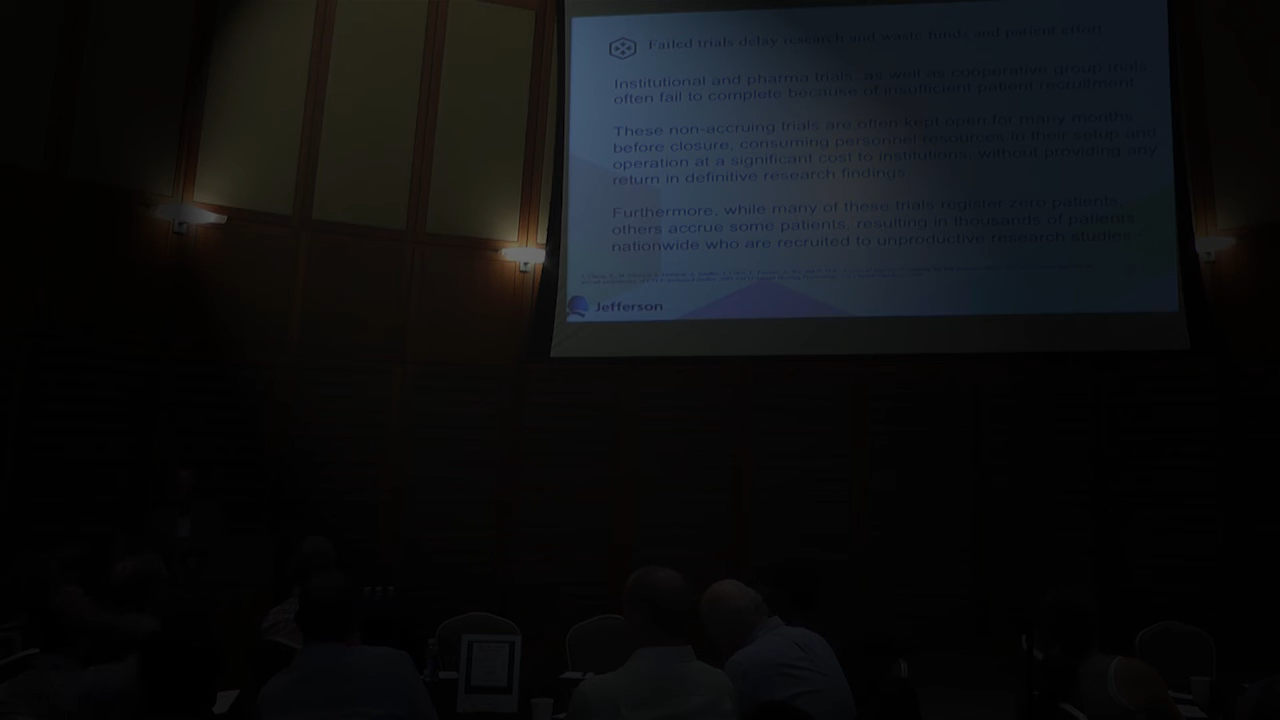 Failed trials delay research and waste funds and patient effort
Institutional and pharma trials, as well as cooperative group trials,
often fail to complete because of insufficient patient recruitment.
These non-accruing trials are often kept open for many months
before closure, consuming personnel resources in their setup and
operation at a significant cost to institutions, without providing any
return in definitive research findings.
Furthermore, while many of these trials register zero patients,
others accrue some patients, resulting in thousands of patients
nationwide who are recruited to unproductive research studies.
Jefferson